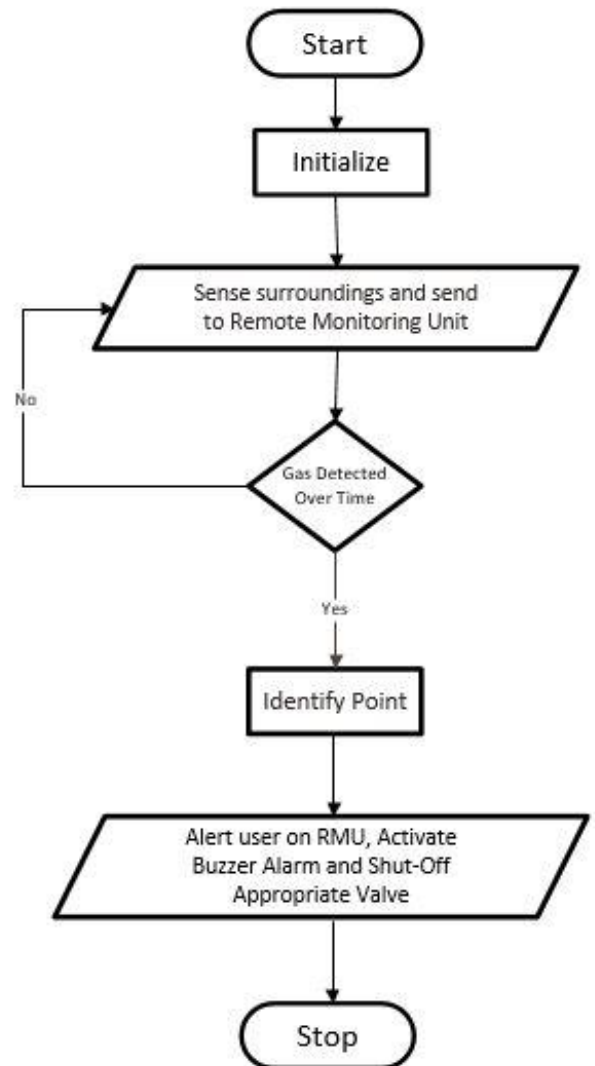 Start
Initialize
Sense surroundings and send
to Remote Monitoring Unit
No
Gas Detected
Over Time
Yes
Identify Point
Alert user on RMU, Activate
Buzzer Alarm and Shut-Off
Appropriate Valve
Stop